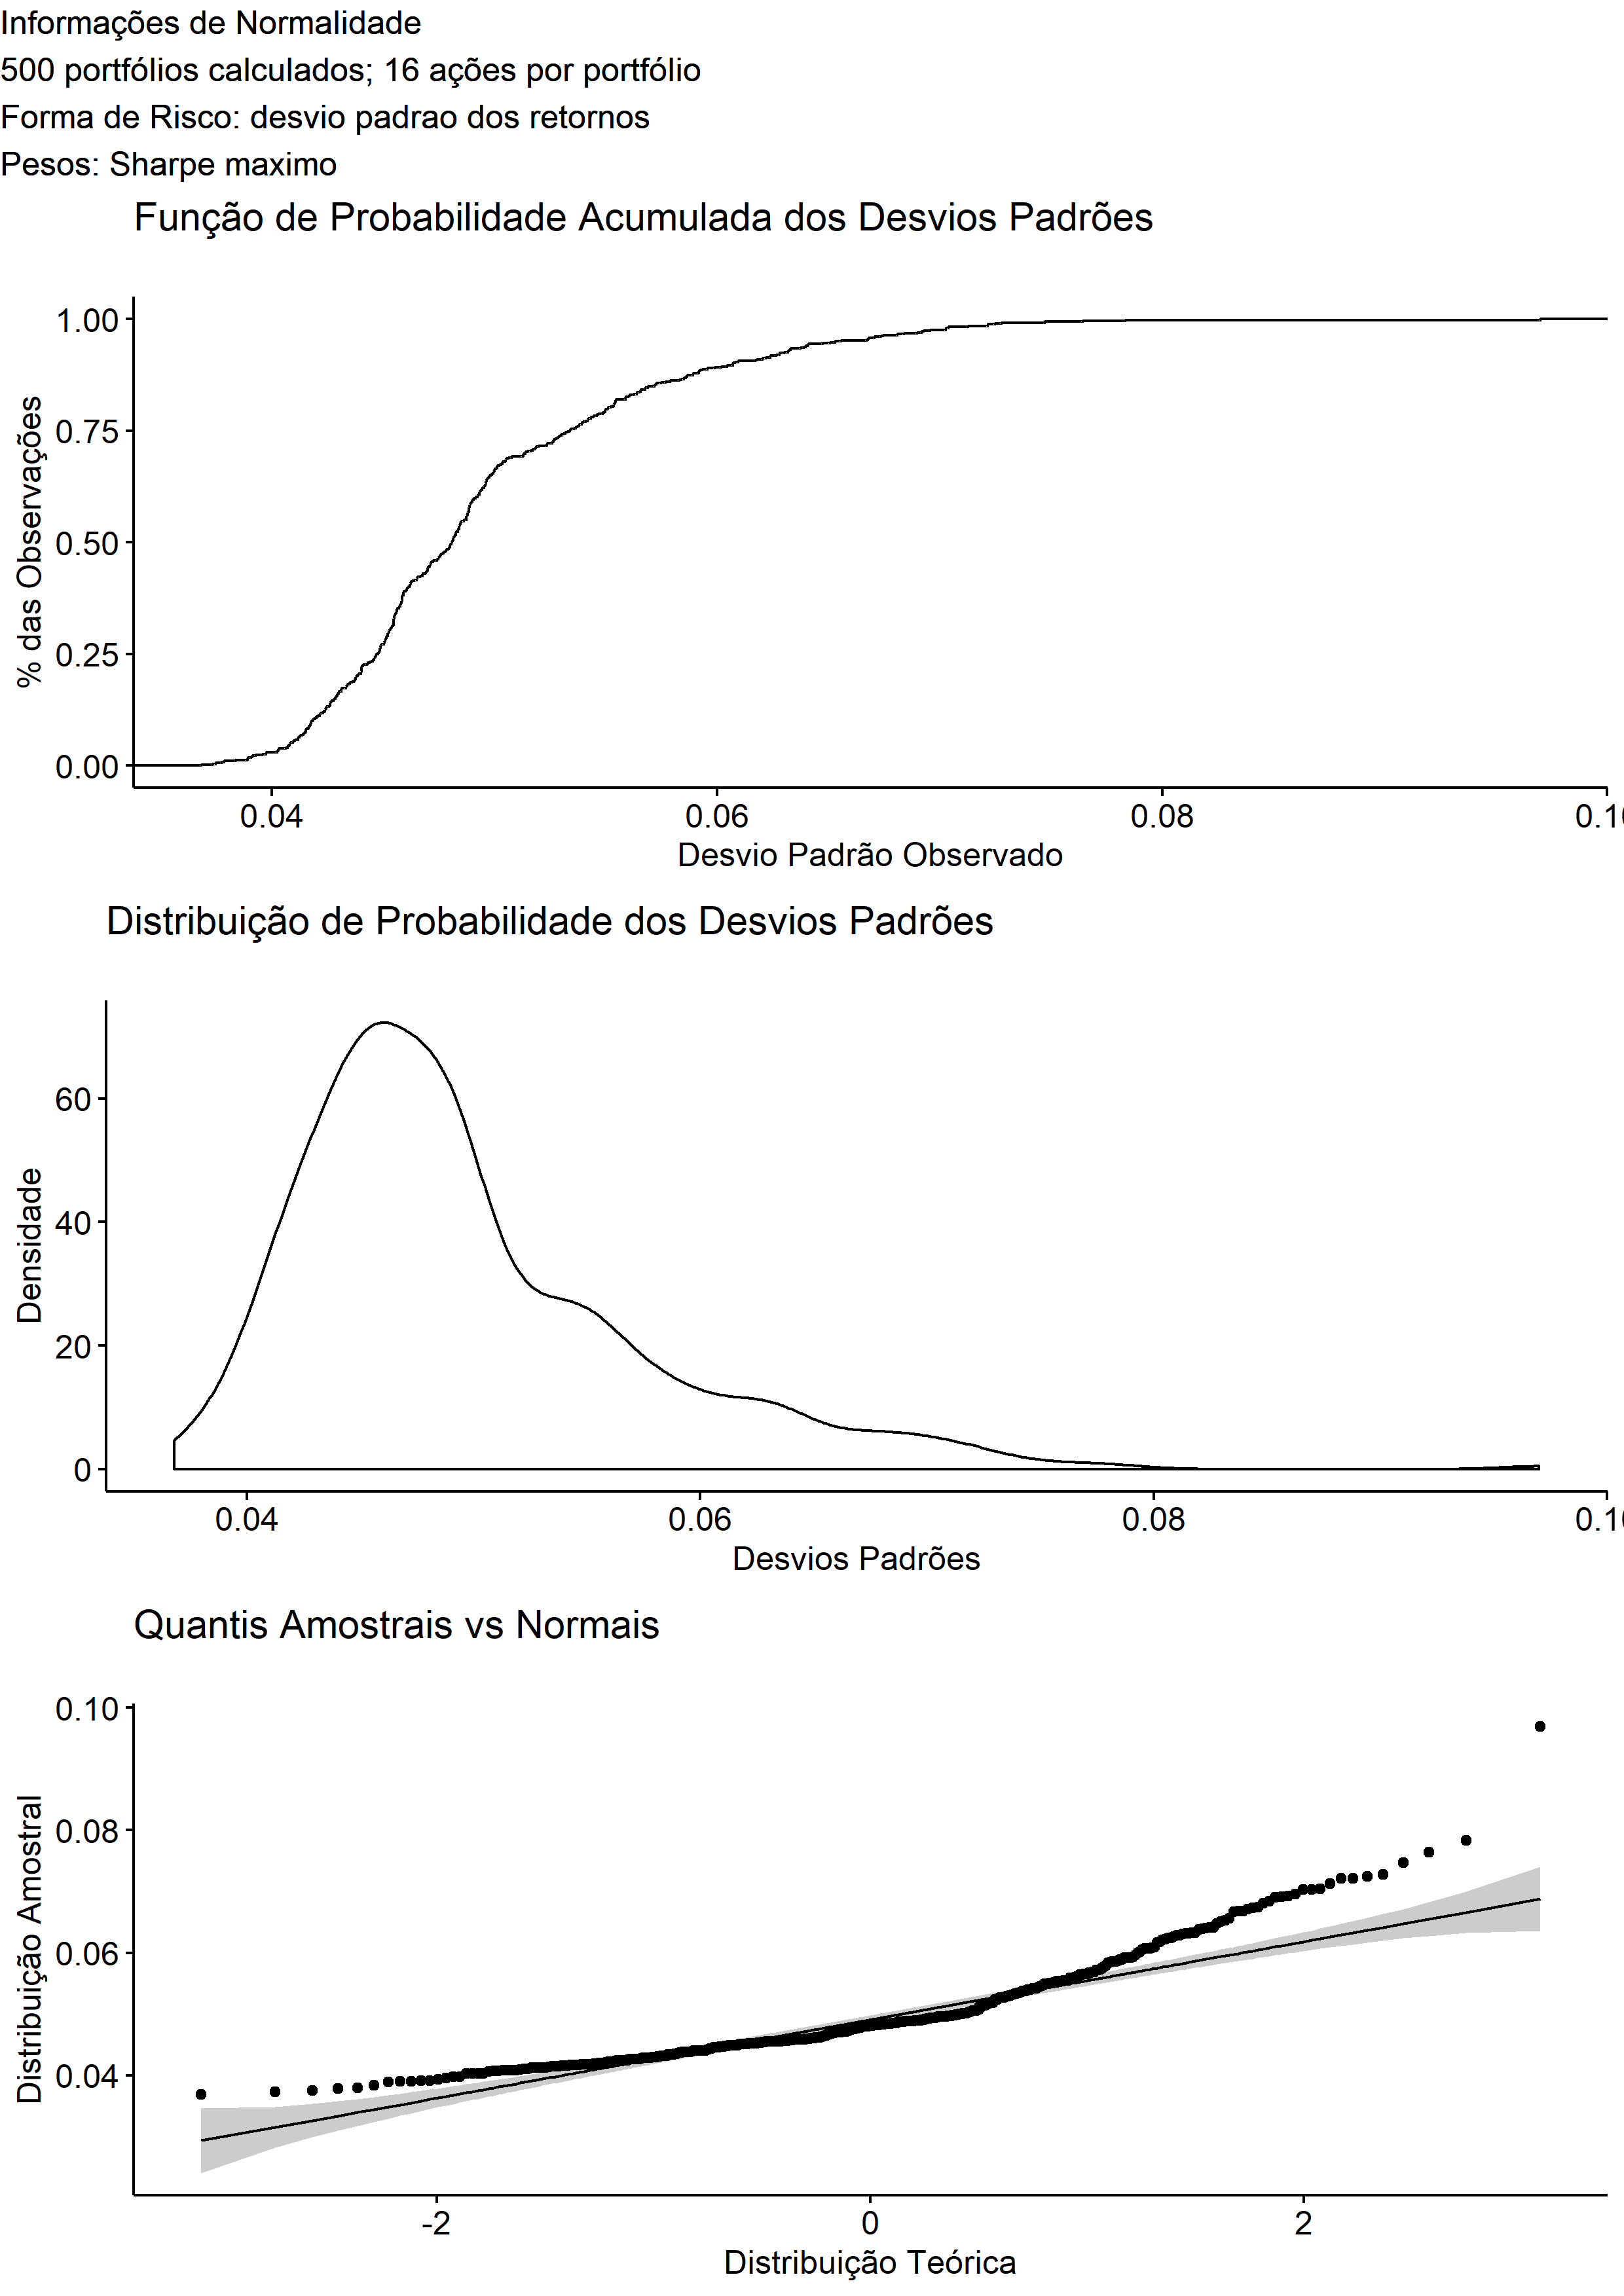 Informações de Normalidade
500 portfólios calculados; 16 ações por portfólio
Forma de Risco: desvio padrao dos retornos
Pesos: Sharpe maximo
Função de Probabilidade Acumulada dos Desvios Padrões
% das Observações
1.00
0.75
0.50
0.25
0.00
0.04 0.06 0.08 0.10
Desvio Padrão Observado
Distribuição de Probabilidade dos Desvios Padrões
Densidade
60
40
20
0
0.04 0.06 0.08 0.10
Desvios Padrões
Quantis Amostrais vs Normais
Distribuição Amostral
0.10
0.08
0.06
0.04
-2 0 2
Distribuição Teórica